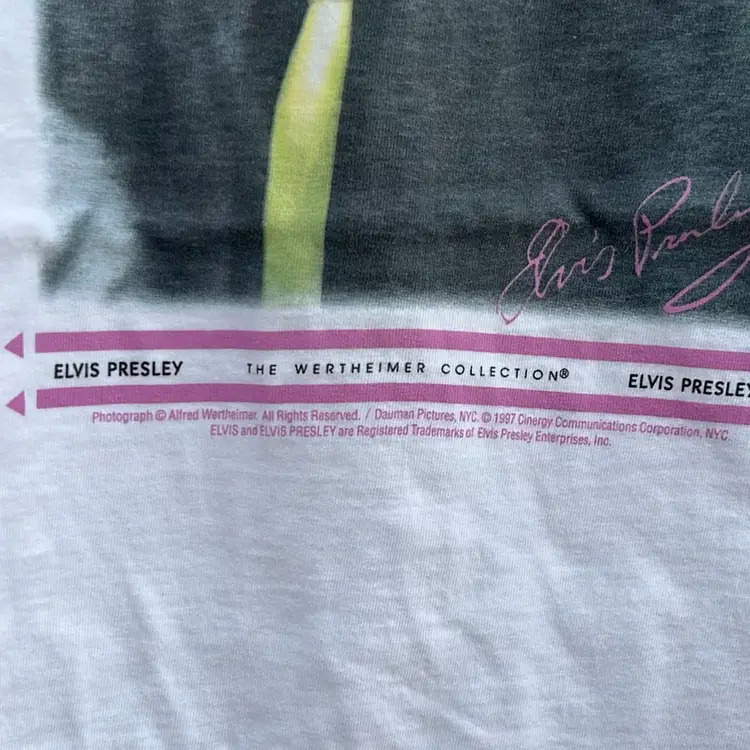 Elvis Presley
ELVIS PRESLEY THE WERTHEIMER COLLECTION® ELVIS PRESLEY
Photograph © Alfred Wertheimer. All Rights Reserved. / Dauman Pictures, NYC. © 1997 Cinergy Communications Corporation, NYC
ELVIS and ELVIS PRESLEY are Registered Trademarks of Elvis Presley Enterprises, Inc.